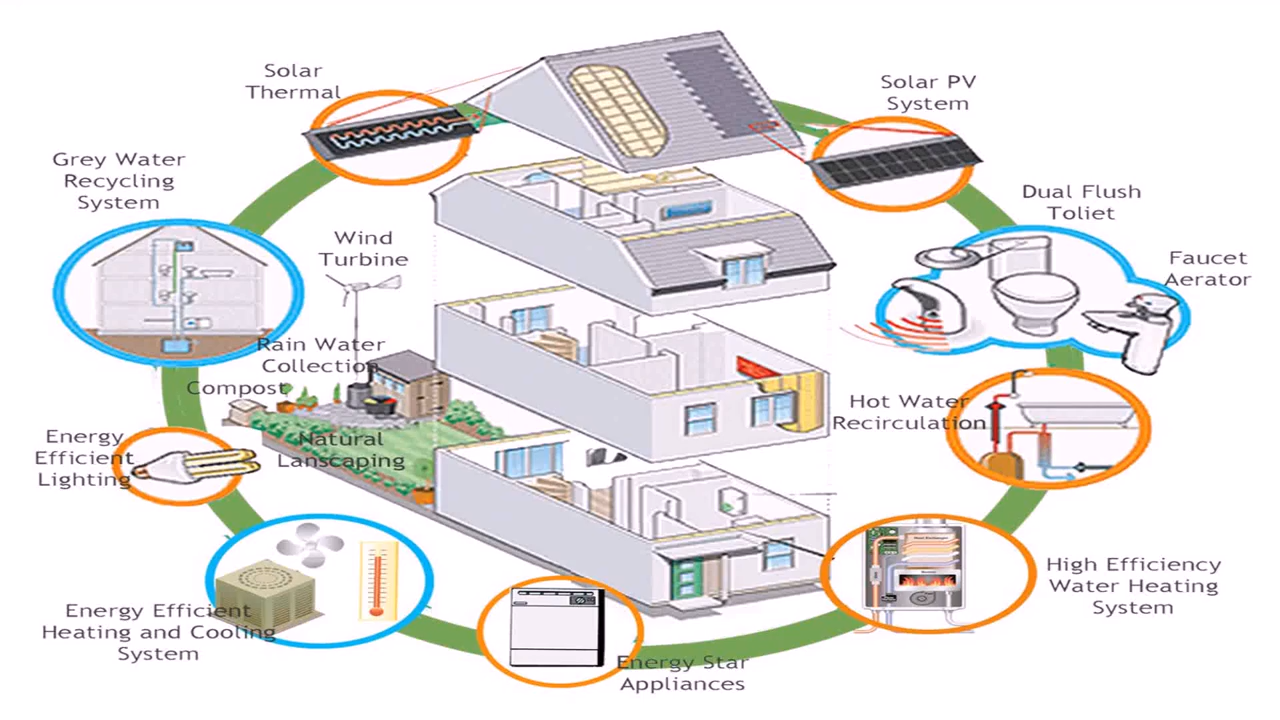 Solar
Thermal
Solar PV
System
Grey Water
Recycling
System
Dual Flush
Toliet
Wind
Turbine
Faucet
Aerator
Rain Water
Collection
Compost
Hot Water
Recirculation
Energy
Efficient
Lighting
Natural
Lanscaping
High Efficiency
Water Heating
System
Energy Efficient
Heating and Cooling
System
Energy Star
Appliances